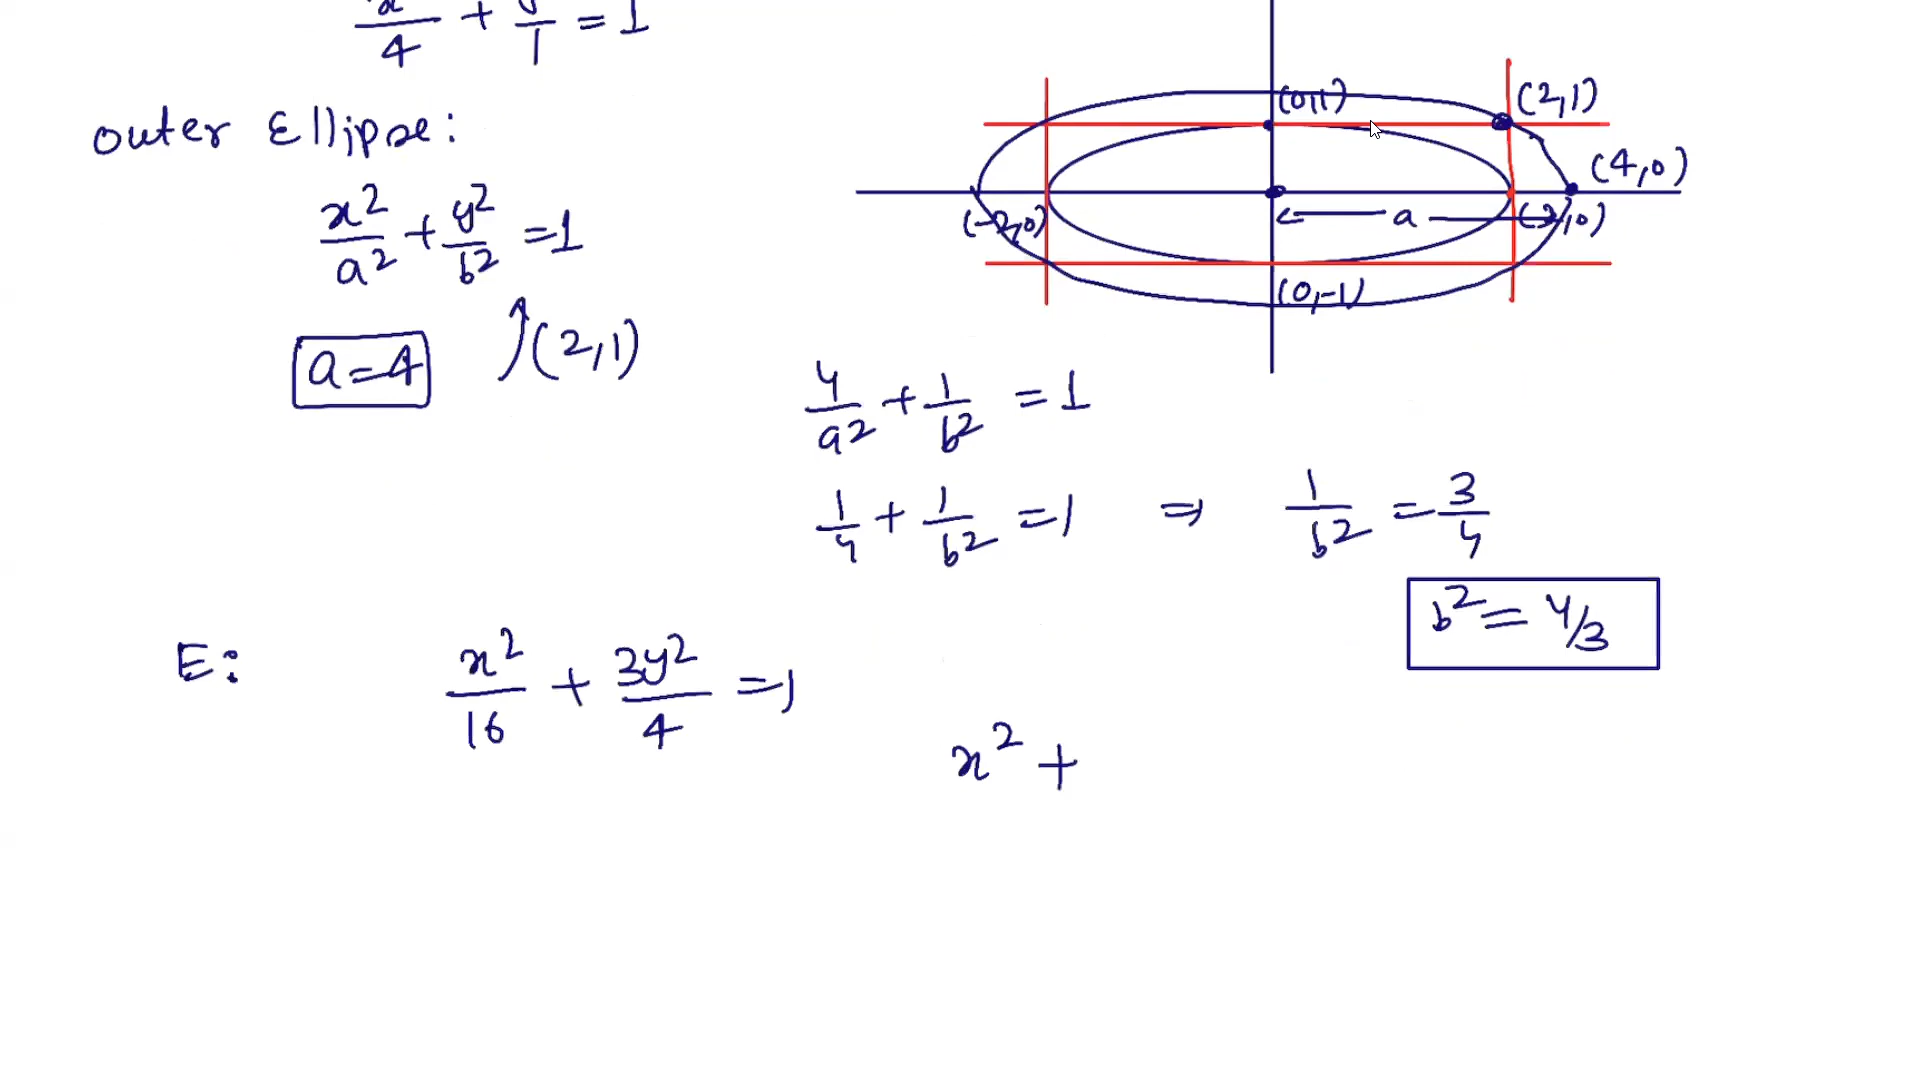 x²/4 + y²/1 = 1
outer Ellipse:
x²/a² + y²/b² = 1
a = 4
(2,1)
(0,1)
(2,1)
(4,0)
(-2,0)
a
(2,0)
(0,-1)
4/a² + 1/b² = 1
1/4 + 1/b² = 1 ⇒ 1/b² = 3/4
b² = 4/3
E: x²/16 + 3y²/4 = 1
x² +